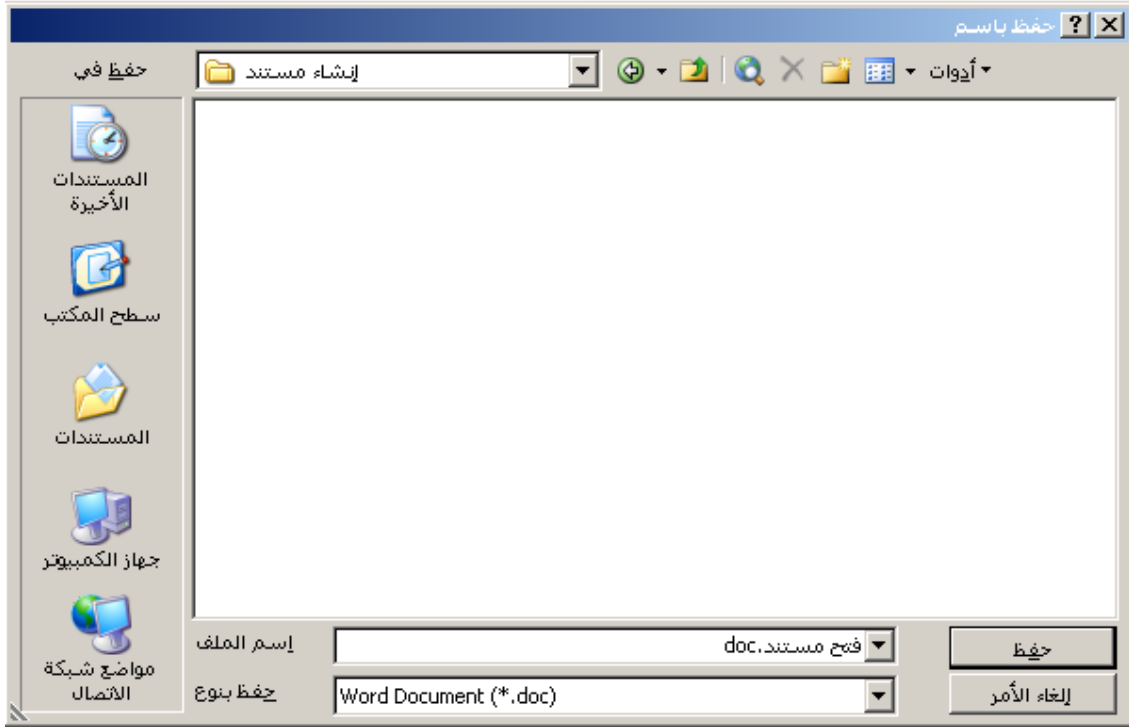 حفظ باسم
حفظ في
إنشاء مستند
أدوات
المستندات
الأخيرة
سطح المكتب
المستندات
جهاز الكمبيوتر
مواضع شبكة
الاتصال
إسم الملف
فتح مستند.doc
حفظ
حفظ بنوع
Word Document (*.doc)
إلغاء الأمر